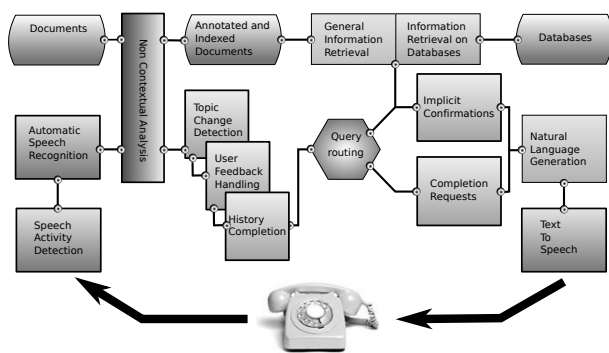 Documents
Non Contextual Analysis
Annotated and
Indexed
Documents
General
Information
Retrieval
Information
Retrieval on
Databases
Databases
Automatic
Speech
Recognition
Topic
Change
Detection
User
Feedback
Handling
History
Completion
Query
routing
Implicit
Confirmations
Completion
Requests
Natural
Language
Generation
Speech
Activity
Detection
Text
To
Speech